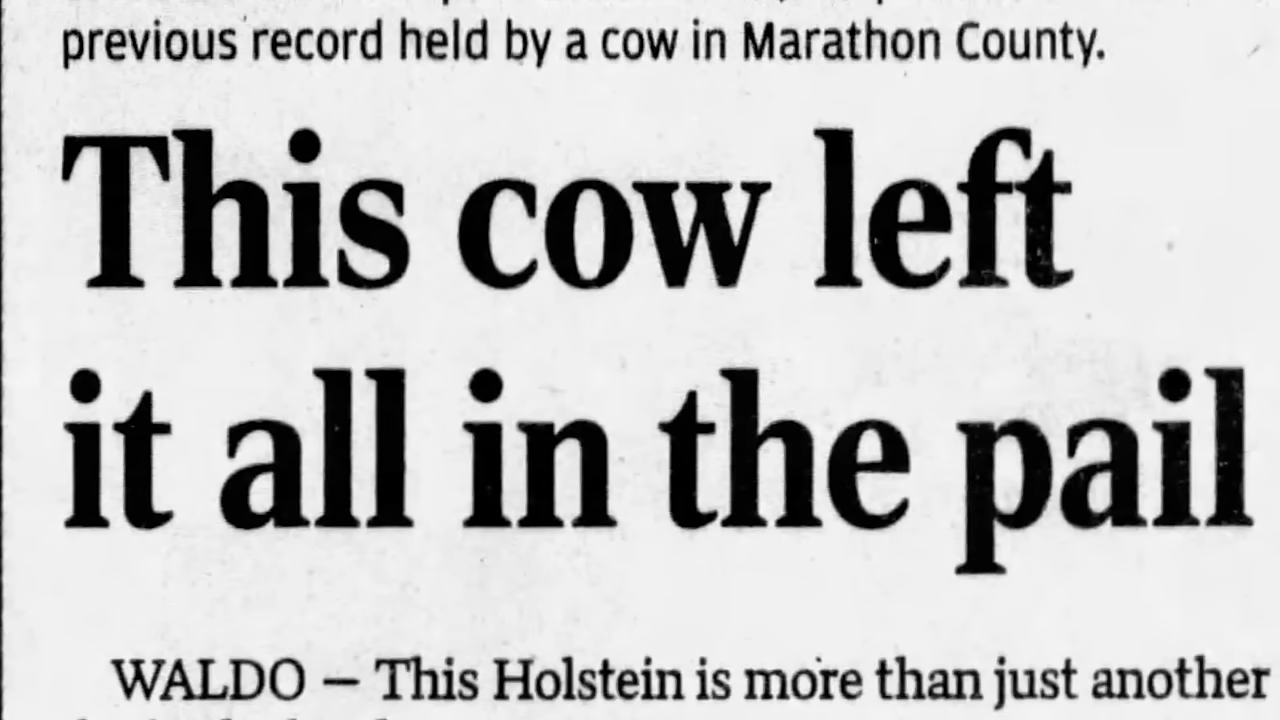 previous record held by a cow in Marathon County.
This cow left
it all in the pail
WALDO – This Holstein is more than just another